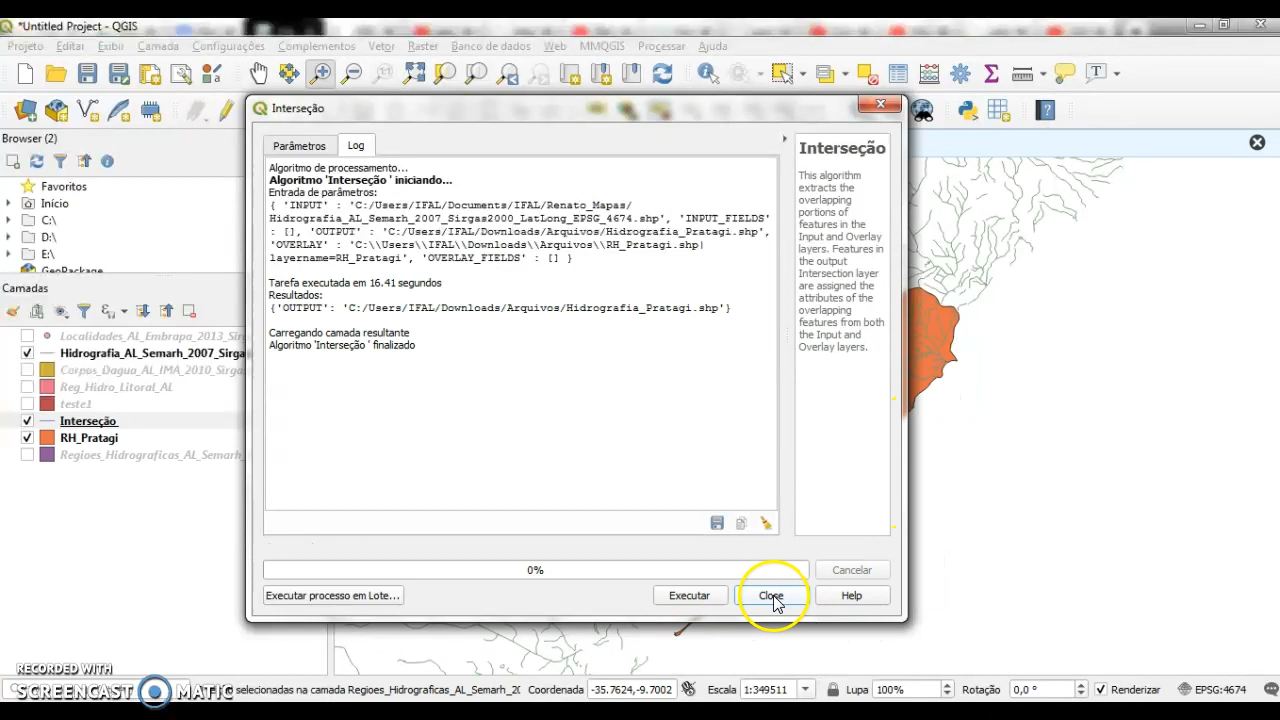 *Untitled Project - QGIS
Projeto Editar Exibir Camada Configurações Complementos Vetor Raster Banco de dados Web MMQGIS Processar Ajuda
Interseção
Browser (2)
Favoritos
Início
C:\
D:\
E:\
GeoPackage
Camadas
Localidades_AL_Embrapa_2013_Sirga
Hidrografia_AL_Semarh_2007_Sirga
Corpos_Dagua_AL_IMA_2010_Sirga
Reg_Hidro_Litoral_AL
teste1
Interseção
RH_Pratagi
Regioes_Hidrograficas_AL_Semarh_
Parâmetros Log
Algoritmo de processamento…
Algoritmo 'Interseção ' iniciando…
Entrada de parâmetros:
{ 'INPUT' : 'C:/Users/IFAL/Documents/IFAL/Renato_Mapas/
Hidrografia_AL_Semarh_2007_Sirgas2000_LatLong_EPSG_4674.shp', 'INPUT_FIELDS'
: [], 'OUTPUT' : 'C:/Users/IFAL/Downloads/Arquivos/Hidrografia_Pratagi.shp',
'OVERLAY' : 'C:\\Users\\IFAL\\Downloads\\Arquivos\\RH_Pratagi.shp|
layername=RH_Pratagi', 'OVERLAY_FIELDS' : [] }
Tarefa executada em 16.41 segundos
Resultados:
{'OUTPUT': 'C:/Users/IFAL/Downloads/Arquivos/Hidrografia_Pratagi.shp'}
Carregando camada resultante
Algoritmo 'Interseção ' finalizado
Interseção
This algorithm
extracts the
overlapping
portions of
features in the
Input and Overlay
layers. Features in
the output
Intersection layer
are assigned the
attributes of the
overlapping
features from both
the Input and
Overlay layers.
0%
Cancelar
Executar processo em Lote…
Executar
Close
Help
RECORDED WITH
SCREENCAST MATIC
selecionadas na camada Regioes_Hidrograficas_AL_Semarh_20 Coordenada -35.7624,-9.7002 Escala 1:349511 Lupa 100% Rotação 0,0 ° Renderizar EPSG:4674